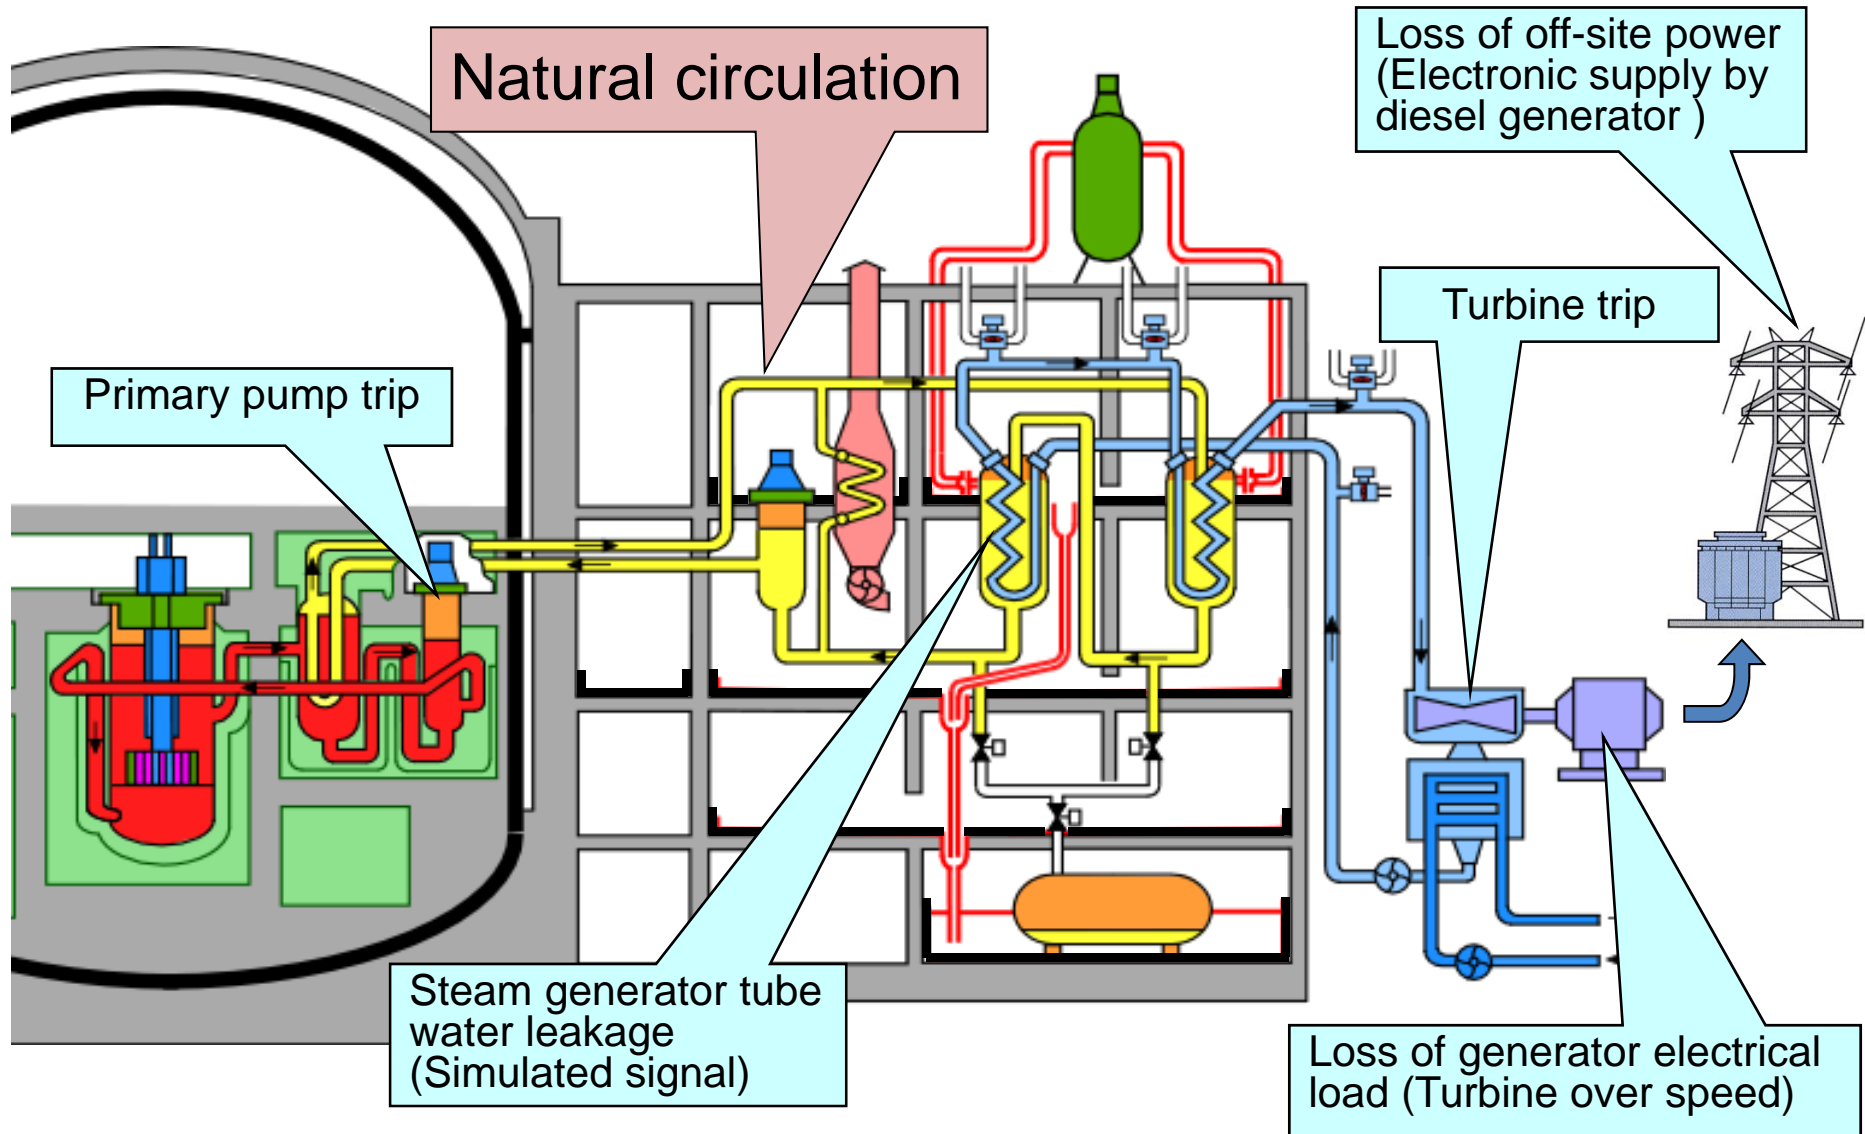 Natural circulation
Loss of off-site power
(Electronic supply by
diesel generator )
Turbine trip
Primary pump trip
Steam generator tube
water leakage
(Simulated signal)
Loss of generator electrical
load (Turbine over speed)